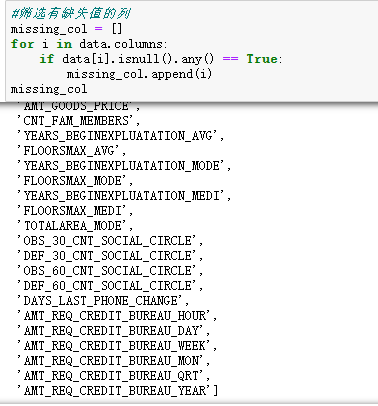 #筛选有缺失值的列
missing_col = []
for i in data.columns:
    if data[i].isnull().any() == True:
        missing_col.append(i)
missing_col
'AMT_GOODS_PRICE',
'CNT_FAM_MEMBERS',
'YEARS_BEGINEXPLUATATION_AVG',
'FLOORSMAX_AVG',
'YEARS_BEGINEXPLUATATION_MODE',
'FLOORSMAX_MODE',
'YEARS_BEGINEXPLUATATION_MEDI',
'FLOORSMAX_MEDI',
'TOTALAREA_MODE',
'OBS_30_CNT_SOCIAL_CIRCLE',
'DEF_30_CNT_SOCIAL_CIRCLE',
'OBS_60_CNT_SOCIAL_CIRCLE',
'DEF_60_CNT_SOCIAL_CIRCLE',
'DAYS_LAST_PHONE_CHANGE',
'AMT_REQ_CREDIT_BUREAU_HOUR',
'AMT_REQ_CREDIT_BUREAU_DAY',
'AMT_REQ_CREDIT_BUREAU_WEEK',
'AMT_REQ_CREDIT_BUREAU_MON',
'AMT_REQ_CREDIT_BUREAU_QRT',
'AMT_REQ_CREDIT_BUREAU_YEAR']